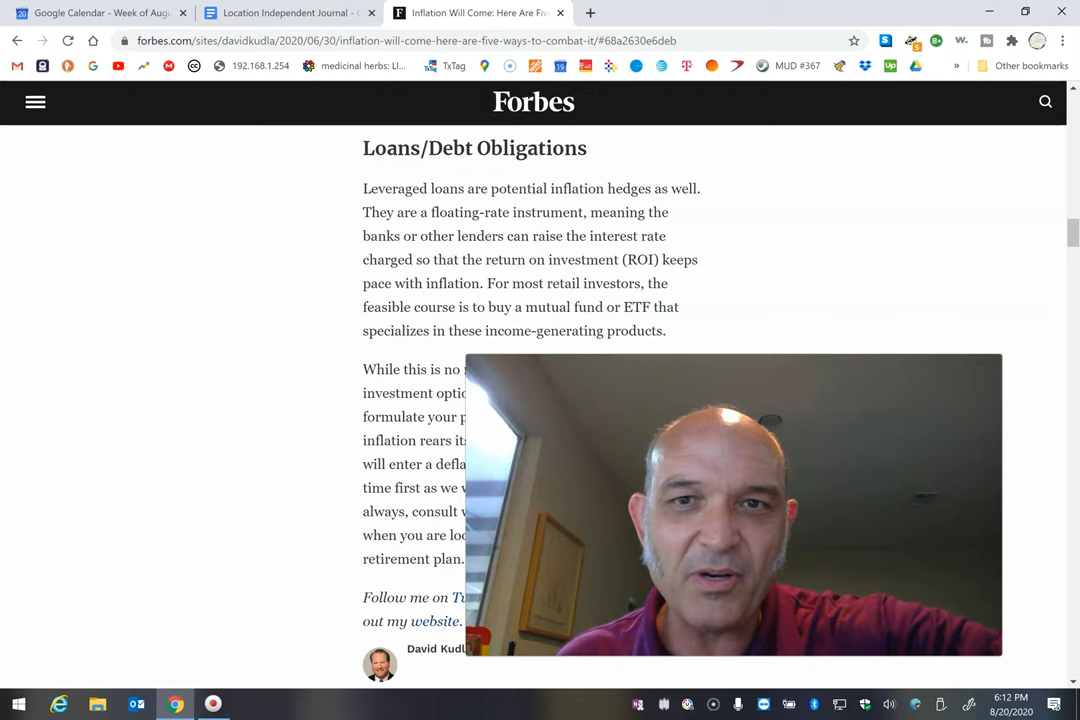 Google Calendar - Week of Augu
Location Independent Journal - G
Inflation Will Come: Here Are Five
forbes.com/sites/davidkudla/2020/06/30/inflation-will-come-here-are-five-ways-to-combat-it/#68a2630e6deb
192.168.1.254
medicinal herbs: LI...
TxTag
MUD #367
Other bookmarks
Forbes
Loans/Debt Obligations
Leveraged loans are potential inflation hedges as well.
They are a floating-rate instrument, meaning the
banks or other lenders can raise the interest rate
charged so that the return on investment (ROI) keeps
pace with inflation. For most retail investors, the
feasible course is to buy a mutual fund or ETF that
specializes in these income-generating products.
While this is no
investment optio
formulate your p
inflation rears its
will enter a defla
time first as we w
always, consult w
when you are loo
retirement plan.
Follow me on Tw
out my website.
David Kudl
6:12 PM
8/20/2020